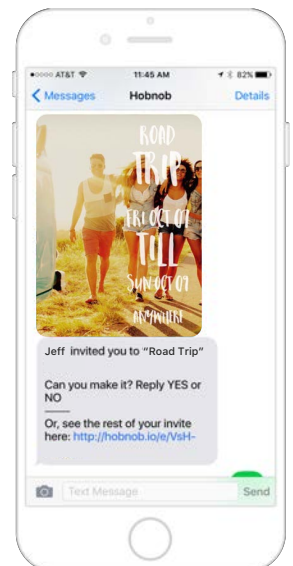 AT&T 11:45 AM 82%
Messages Hobnob Details
ROAD
TRIP
FRI OCT 07
TILL
SUN OCT 09
ANYWHERE
Jeff invited you to “Road Trip”
Can you make it? Reply YES or
NO
Or, see the rest of your invite
here: http://hobnob.io/e/VsH-
Text Message Send